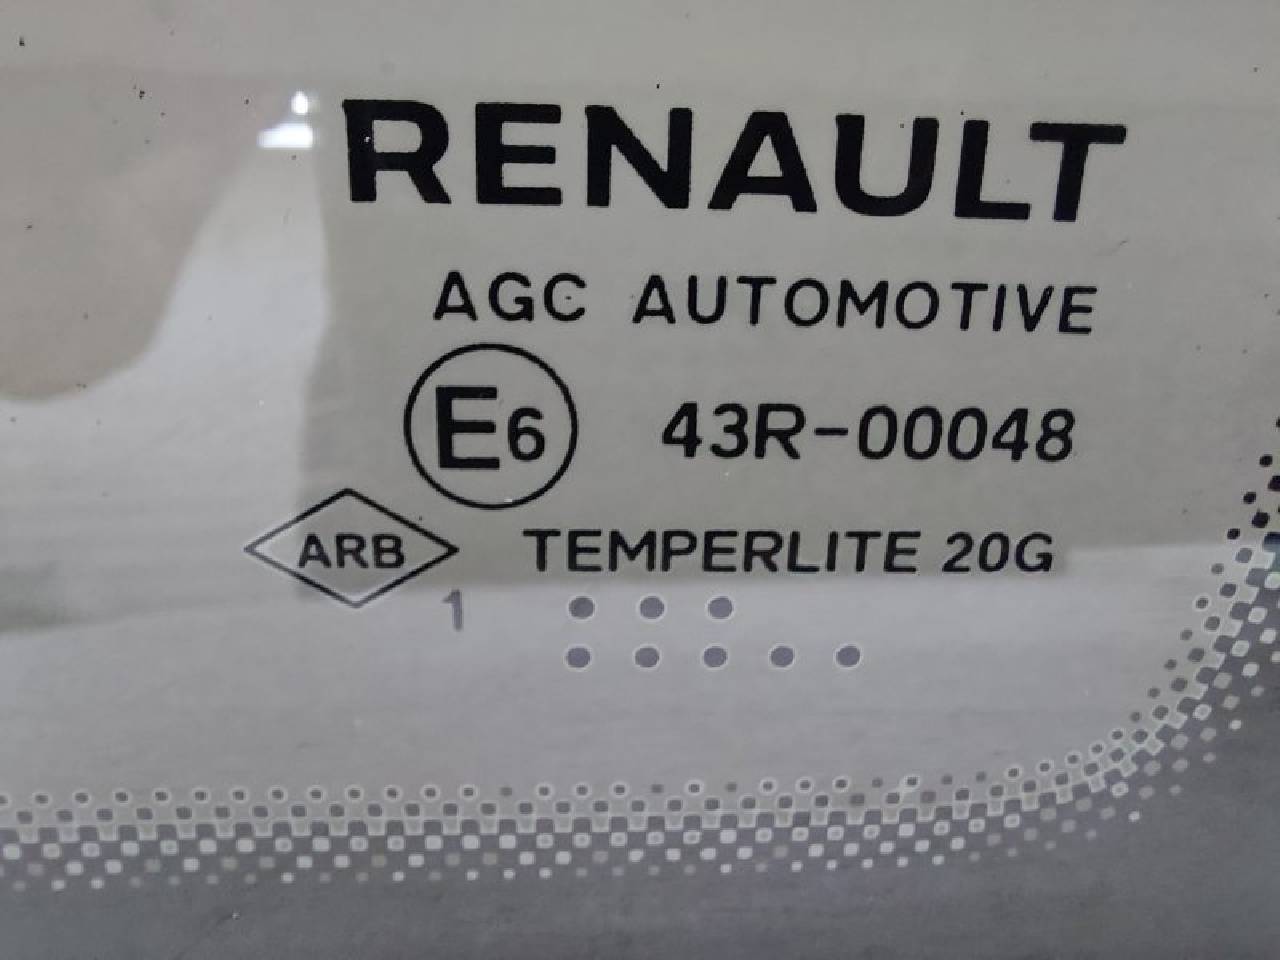 RENAULT
AGC AUTOMOTIVE
E6 43R-00048
ARB TEMPERLITE 20G
1